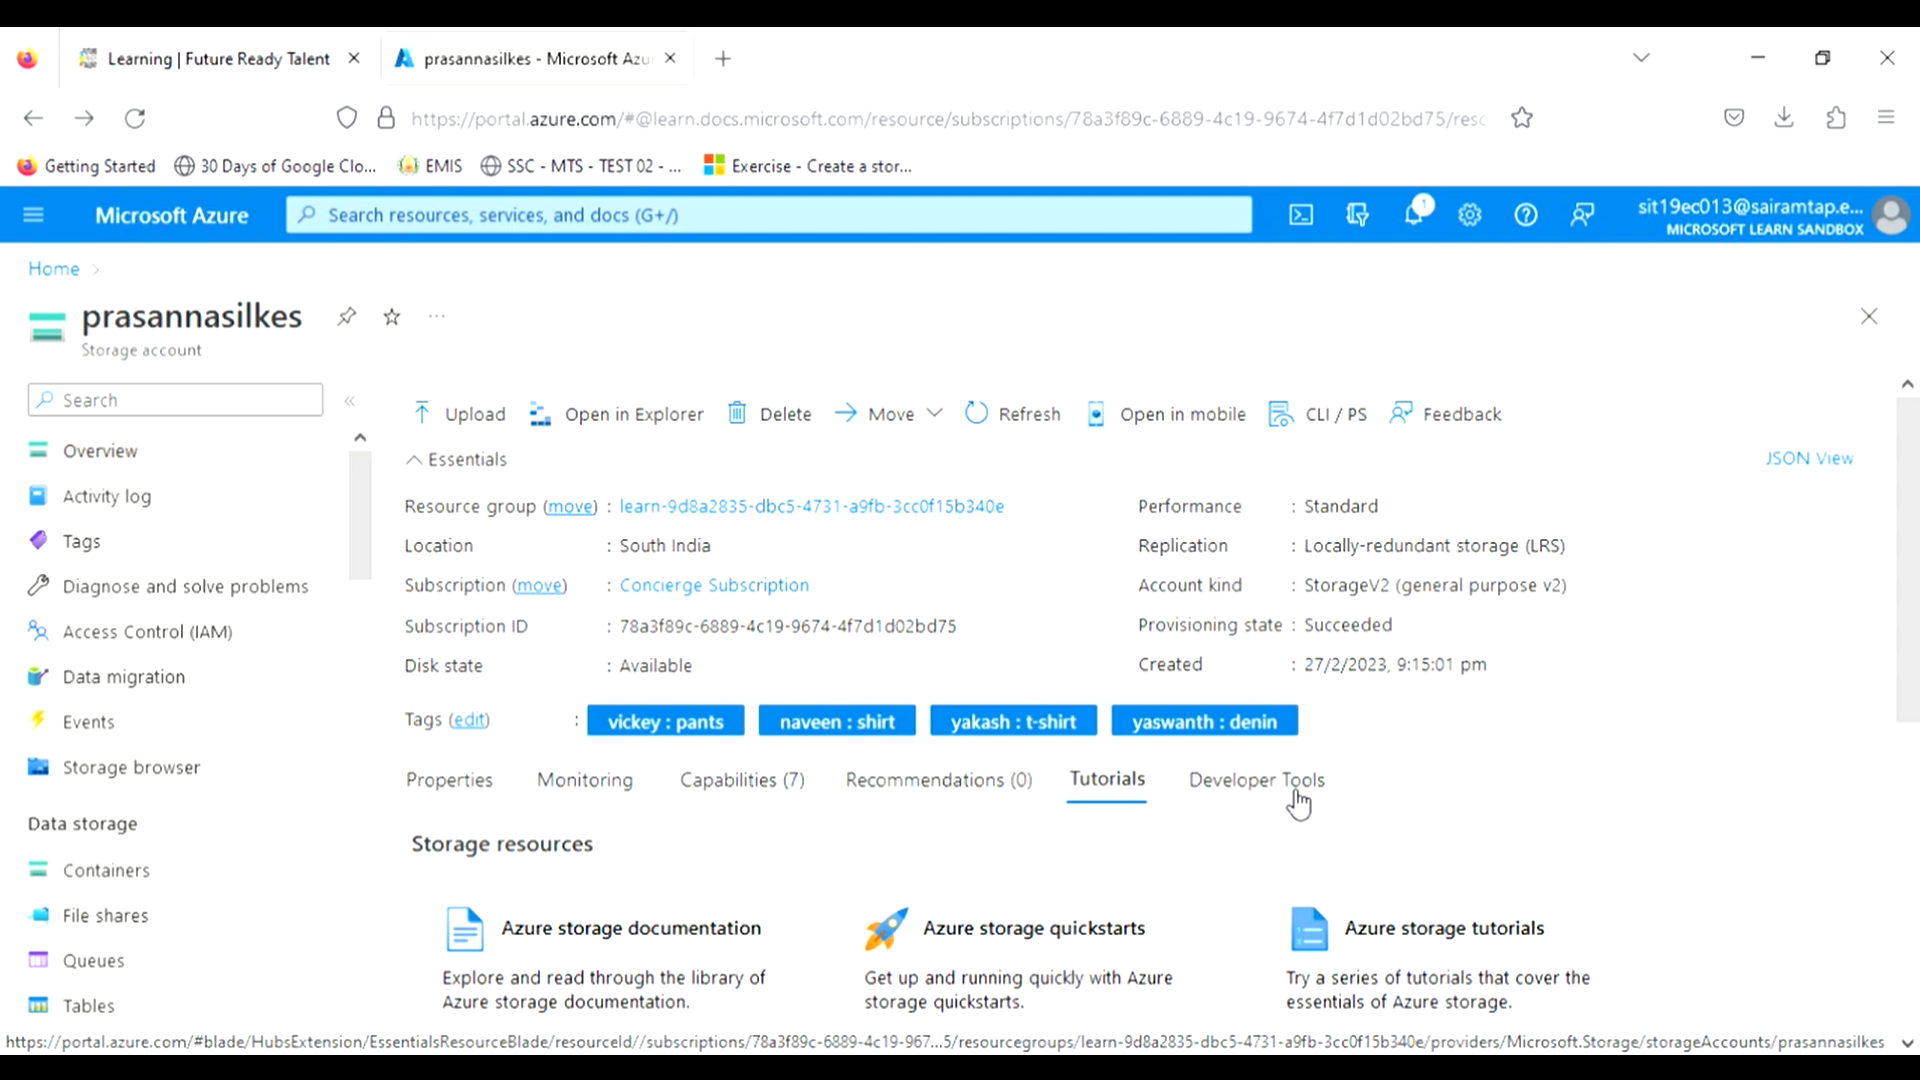 Learning | Future Ready Talent
prasannasilkes - Microsoft Azu
https://portal.azure.com/#@learn.docs.microsoft.com/resource/subscriptions/78a3f89c-6889-4c19-9674-4f7d1d02bd75/resc
Getting Started 30 Days of Google Clo... EMIS SSC - MTS - TEST 02 - ... Exercise - Create a stor...
Microsoft Azure Search resources, services, and docs (G+/) 1 sit19ec013@sairamtap.e...
MICROSOFT LEARN SANDBOX
Home >
prasannasilkes
Storage account
Search
Overview
Activity log
Tags
Diagnose and solve problems
Access Control (IAM)
Data migration
Events
Storage browser
Data storage
Containers
File shares
Queues
Tables
Upload Open in Explorer Delete Move Refresh Open in mobile CLI / PS Feedback
Essentials JSON View
Resource group (move) : learn-9d8a2835-dbc5-4731-a9fb-3cc0f15b340e
Location : South India
Subscription (move) : Concierge Subscription
Subscription ID : 78a3f89c-6889-4c19-9674-4f7d1d02bd75
Disk state : Available
Performance : Standard
Replication : Locally-redundant storage (LRS)
Account kind : StorageV2 (general purpose v2)
Provisioning state : Succeeded
Created : 27/2/2023, 9:15:01 pm
Tags (edit) : vickey : pants naveen : shirt yakash : t-shirt yaswanth : denin
Properties Monitoring Capabilities (7) Recommendations (0) Tutorials Developer Tools
Storage resources
Azure storage documentation
Explore and read through the library of
Azure storage documentation.
Azure storage quickstarts
Get up and running quickly with Azure
storage quickstarts.
Azure storage tutorials
Try a series of tutorials that cover the
essentials of Azure storage.
https://portal.azure.com/#blade/HubsExtension/EssentialsResourceBlade/resourceId//subscriptions/78a3f89c-6889-4c19-967...5/resourcegroups/learn-9d8a2835-dbc5-4731-a9fb-3cc0f15b340e/providers/Microsoft.Storage/storageAccounts/prasannasilkes